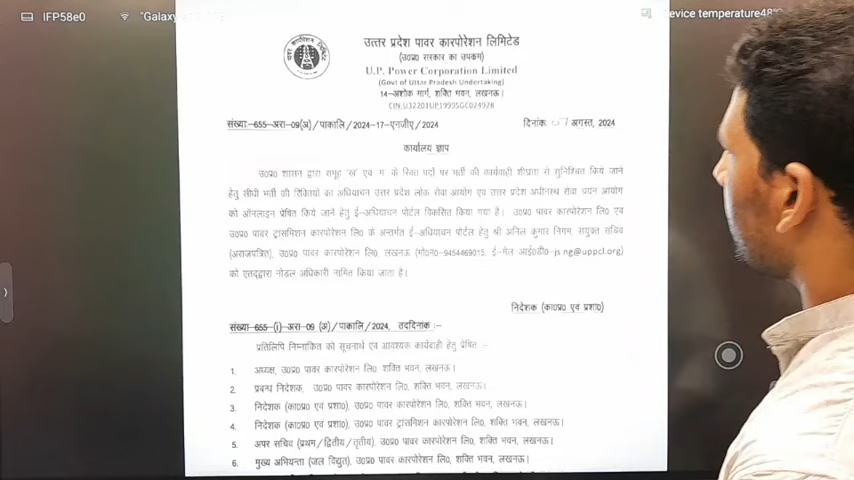 IFP58e0
"Galaxy
evice temperature48°
उत्तर प्रदेश पावर कारपोरेशन लिमिटेड
(उ०प्र० सरकार का उपक्रम)
U.P. Power Corporation Limited
(Govt of Uttar Pradesh Undertaking)
14-अशोक मार्ग, शक्ति भवन, लखनऊ।
CIN.U32201UP1999SGC024928
संख्या-655-अरा-09(अ)/पाकालि/2024-17-एनजीए/2024 दिनांक 07 अगस्त, 2024
कार्यालय ज्ञाप
उ०प्र० शासन द्वारा समूह 'ख' एवं 'ग' के रिक्त पदों पर भर्ती की कार्यवाही शीघ्रता से सुनिश्चित किये जाने
हेतु सीधी भर्ती की रिक्तियों का अधियाचन उत्तर प्रदेश लोक सेवा आयोग एवं उत्तर प्रदेश अधीनस्थ सेवा चयन आयोग
को ऑनलाइन प्रेषित किये जाने हेतु ई-अधियाचन पोर्टल विकसित किया गया है। उ०प्र० पावर कारपोरेशन लि० एवं
उ०प्र० पावर ट्रांसमिशन कारपोरेशन लि० के अन्तर्गत ई-अधियाचन पोर्टल हेतु श्री अनिल कुमार निगम, संयुक्त सचिव
(अराजपत्रित), उ०प्र० पावर कारपोरेशन लि०, लखनऊ (मो०न०-9454469015, ई-मेल आई०डी०-js ng@uppcl.org)
को एतद्द्वारा नोडल अधिकारी नामित किया जाता है।
निदेशक (का०प्र० एवं प्रशा०)
संख्या-655-(i)-अरा-09 (अ)/पाकालि/2024, तददिनांक :-
प्रतिलिपि निम्नांकित को सूचनार्थ एवं आवश्यक कार्यवाही हेतु प्रेषित :-
1. अध्यक्ष, उ०प्र० पावर कारपोरेशन लि० शक्ति भवन, लखनऊ।
2. प्रबन्ध निदेशक, उ०प्र० पावर कारपोरेशन लि०, शक्ति भवन, लखनऊ।
3. निदेशक (का०प्र० एवं प्रशा०), उ०प्र० पावर कारपोरेशन लि०, शक्ति भवन, लखनऊ।
4. निदेशक (का०प्र० एवं प्रशा०), उ०प्र० पावर ट्रांसमिशन कारपोरेशन लि०, शक्ति भवन, लखनऊ।
5. अपर सचिव (प्रथम/द्वितीय/तृतीय), उ०प्र० पावर कारपोरेशन लि०, शक्ति भवन, लखनऊ।
6. मुख्य अभियन्ता (जल विद्युत), उ०प्र० पावर कारपोरेशन लि०, शक्ति भवन, लखनऊ।